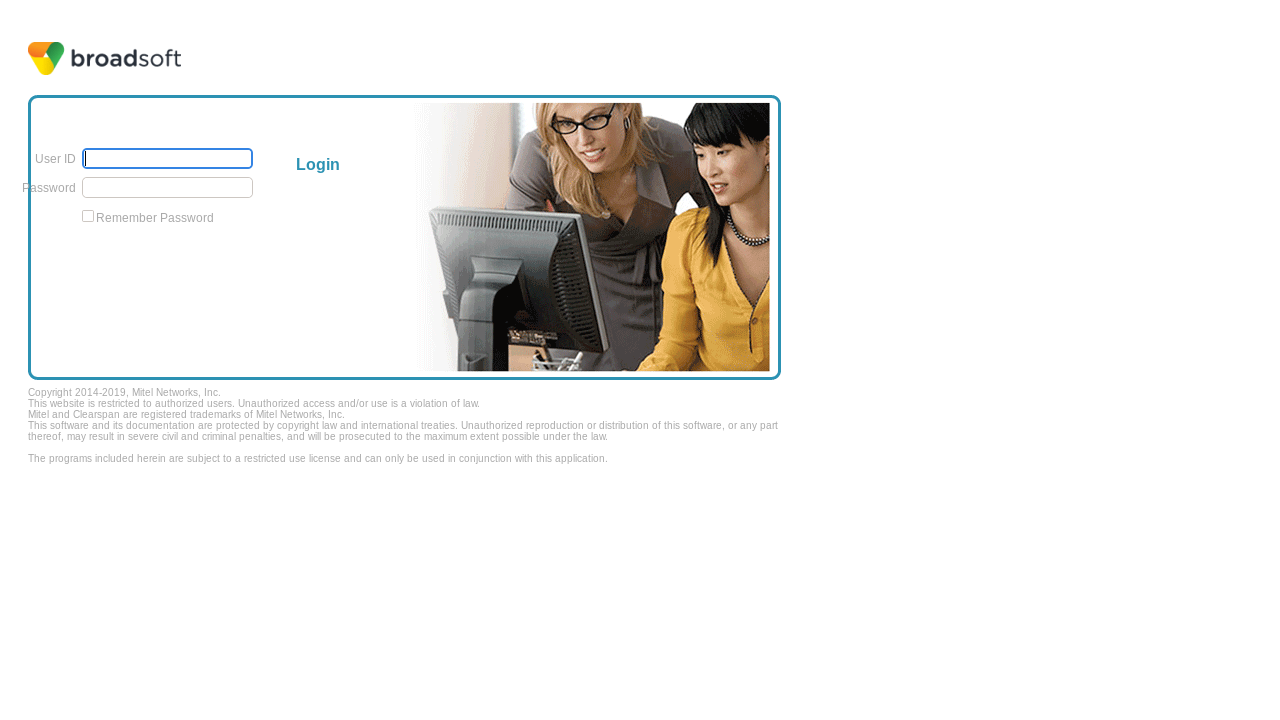 broadsoft
User ID
Login
Password
Remember Password
Copyright 2014-2019, Mitel Networks, Inc.
This website is restricted to authorized users. Unauthorized access and/or use is a violation of law.
Mitel and Clearspan are registered trademarks of Mitel Networks, Inc.
This software and its documentation are protected by copyright law and international treaties. Unauthorized reproduction or distribution of this software, or any part
thereof, may result in severe civil and criminal penalties, and will be prosecuted to the maximum extent possible under the law.
The programs included herein are subject to a restricted use license and can only be used in conjunction with this application.